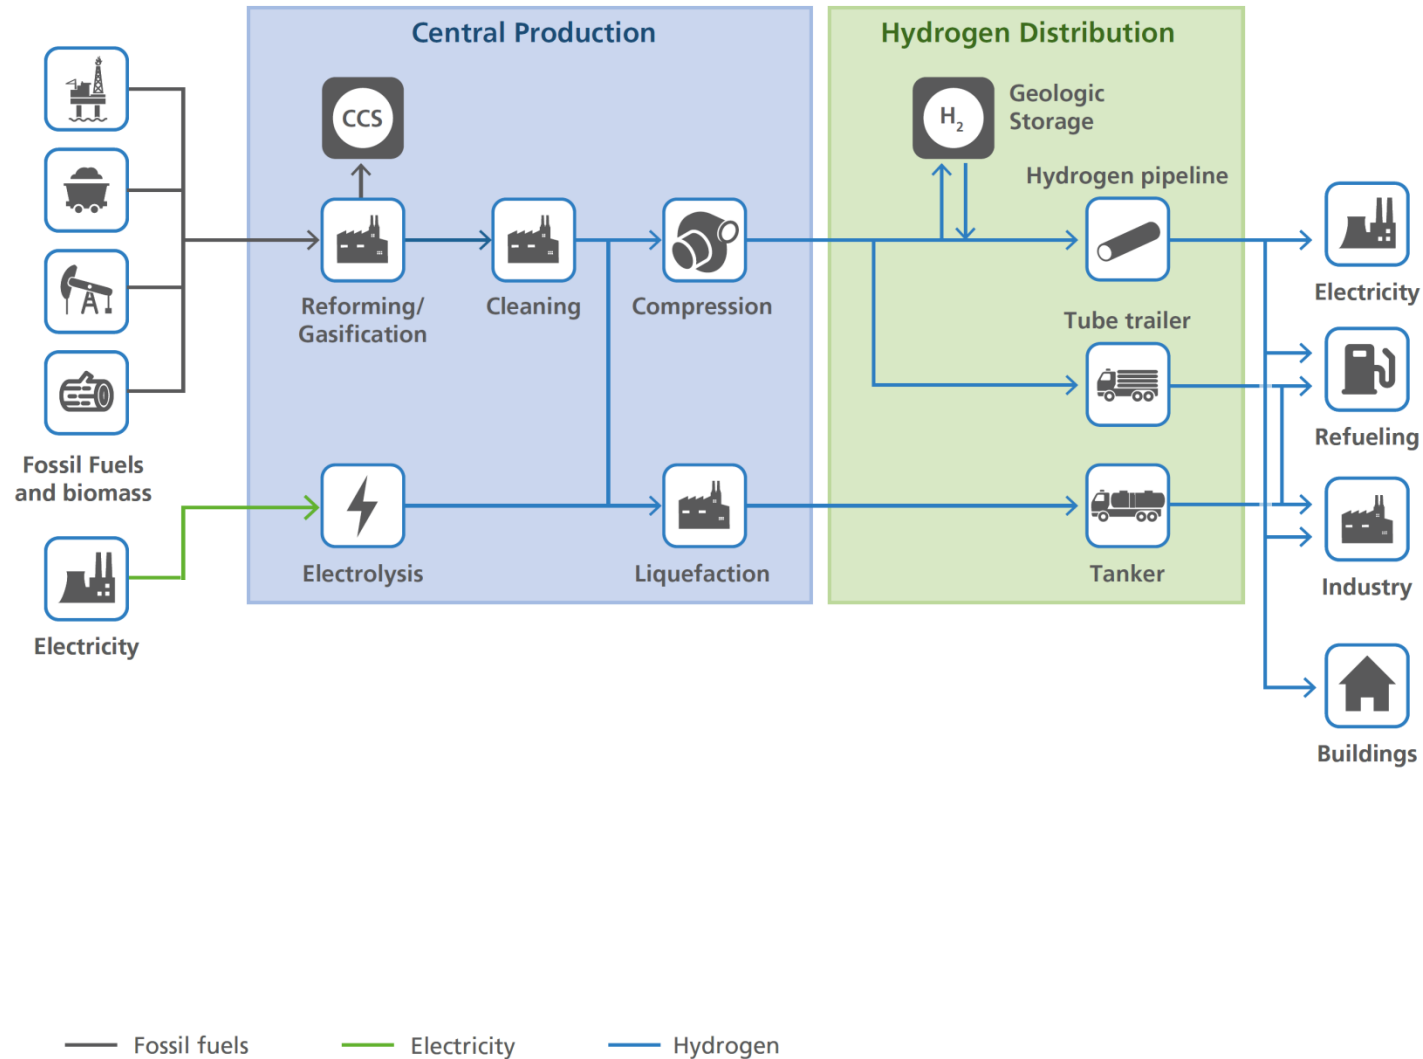 Central Production
Hydrogen Distribution
CCS
H₂
Geologic
Storage
Hydrogen pipeline
Reforming/
Gasification
Cleaning
Compression
Electricity
Tube trailer
Refueling
Fossil Fuels
and biomass
Electrolysis
Liquefaction
Tanker
Industry
Electricity
Buildings
Fossil fuels
Electricity
Hydrogen